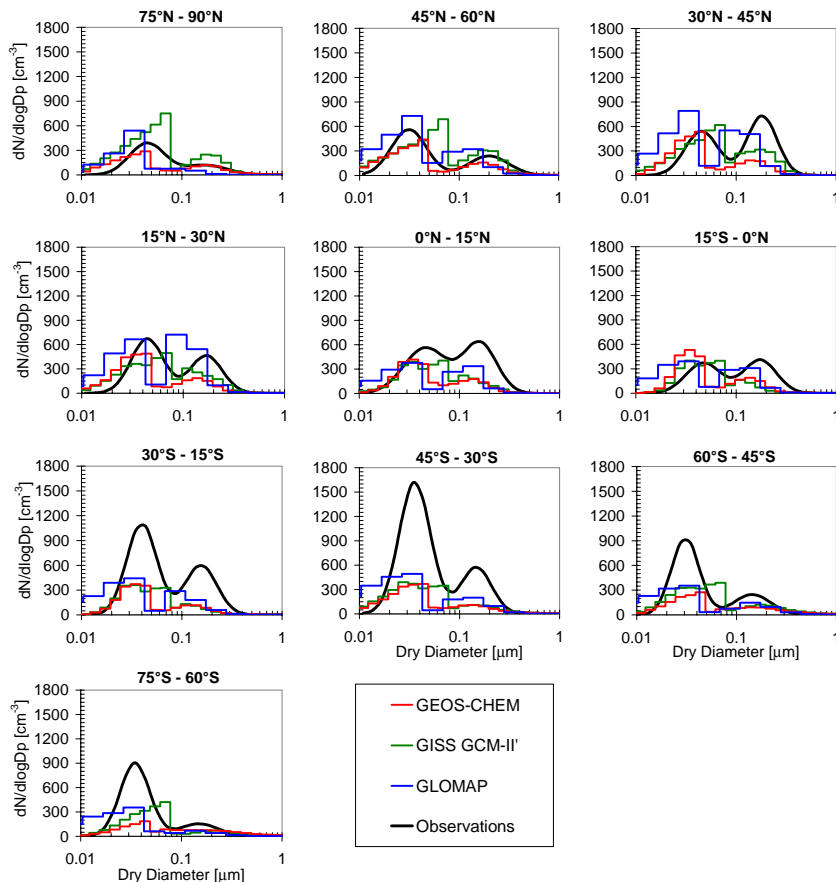 75°N - 90°N
45°N - 60°N
30°N - 45°N
dN/dlogDp [cm⁻³]
1800
1500
1200
900
600
300
0
0.01 0.1 1
1800
1500
1200
900
600
300
0
0.01 0.1 1
1800
1500
1200
900
600
300
0
0.01 0.1 1
15°N - 30°N
0°N - 15°N
15°S - 0°N
dN/dlogDp [cm⁻³]
1800
1500
1200
900
600
300
0
0.01 0.1 1
1800
1500
1200
900
600
300
0
0.01 0.1 1
1800
1500
1200
900
600
300
0
0.01 0.1 1
30°S - 15°S
45°S - 30°S
60°S - 45°S
dN/dlogDp [cm⁻³]
1800
1500
1200
900
600
300
0
0.01 0.1 1
1800
1500
1200
900
600
300
0
0.01 0.1 1
Dry Diameter [μm]
1800
1500
1200
900
600
300
0
0.01 0.1 1
Dry Diameter [μm]
75°S - 60°S
dN/dlogDp [cm⁻³]
1800
1500
1200
900
600
300
0
0.01 0.1 1
Dry Diameter [μm]
GEOS-CHEM
GISS GCM-II'
GLOMAP
Observations